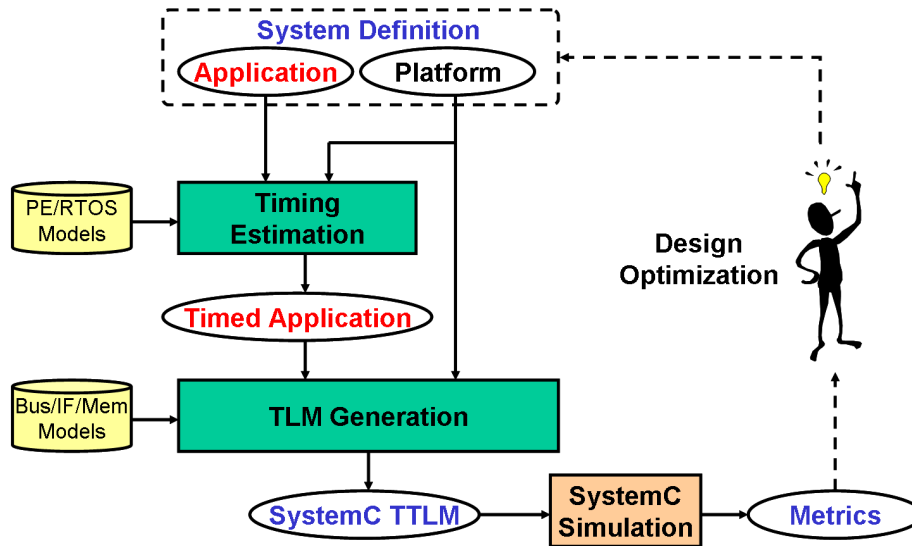 System Definition
Application
Platform
PE/RTOS
Models
Timing
Estimation
Design
Optimization
Timed Application
Bus/IF/Mem
Models
TLM Generation
SystemC TTLM
SystemC
Simulation
Metrics